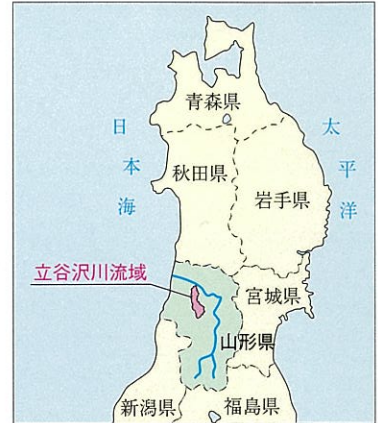 青森県
日本海
太平洋
秋田県
岩手県
立谷沢川流域
宮城県
山形県
新潟県
福島県